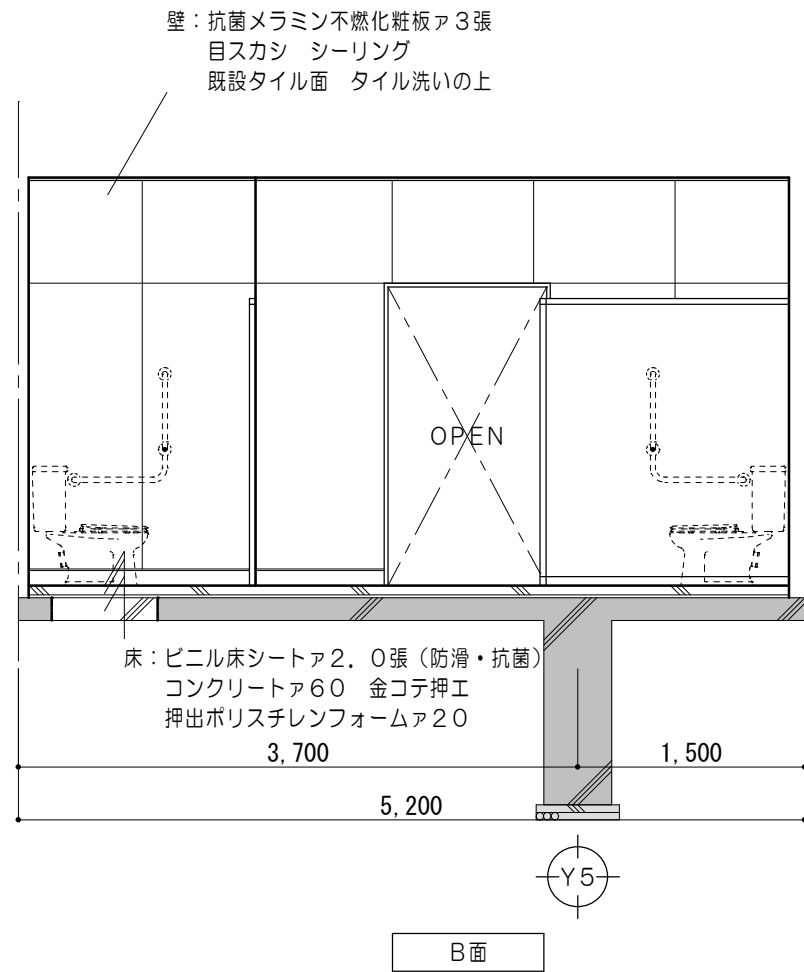 壁：抗菌メラミン不燃化粧板ァ３張
目スカシ　シーリング
既設タイル面　タイル洗いの上
OPEN
床：ビニル床シートァ２．０張（防滑・抗菌）
コンクリートァ６０　金コテ押エ
押出ポリスチレンフォームァ２０
3,700
1,500
5,200
Y5
B面